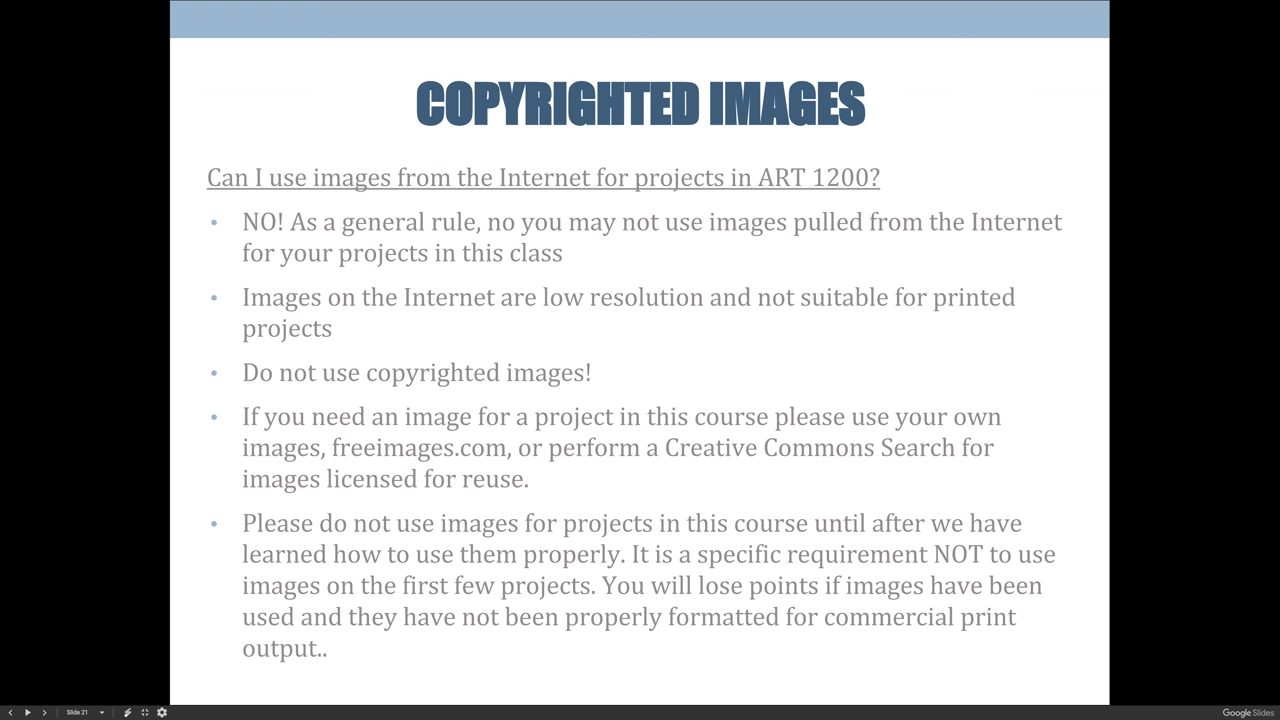 COPYRIGHTED IMAGES
Can I use images from the Internet for projects in ART 1200?
• NO! As a general rule, no you may not use images pulled from the Internet
for your projects in this class
• Images on the Internet are low resolution and not suitable for printed
projects
• Do not use copyrighted images!
• If you need an image for a project in this course please use your own
images, freeimages.com, or perform a Creative Commons Search for
images licensed for reuse.
• Please do not use images for projects in this course until after we have
learned how to use them properly. It is a specific requirement NOT to use
images on the first few projects. You will lose points if images have been
used and they have not been properly formatted for commercial print
output..
Slide 21
Google Slides